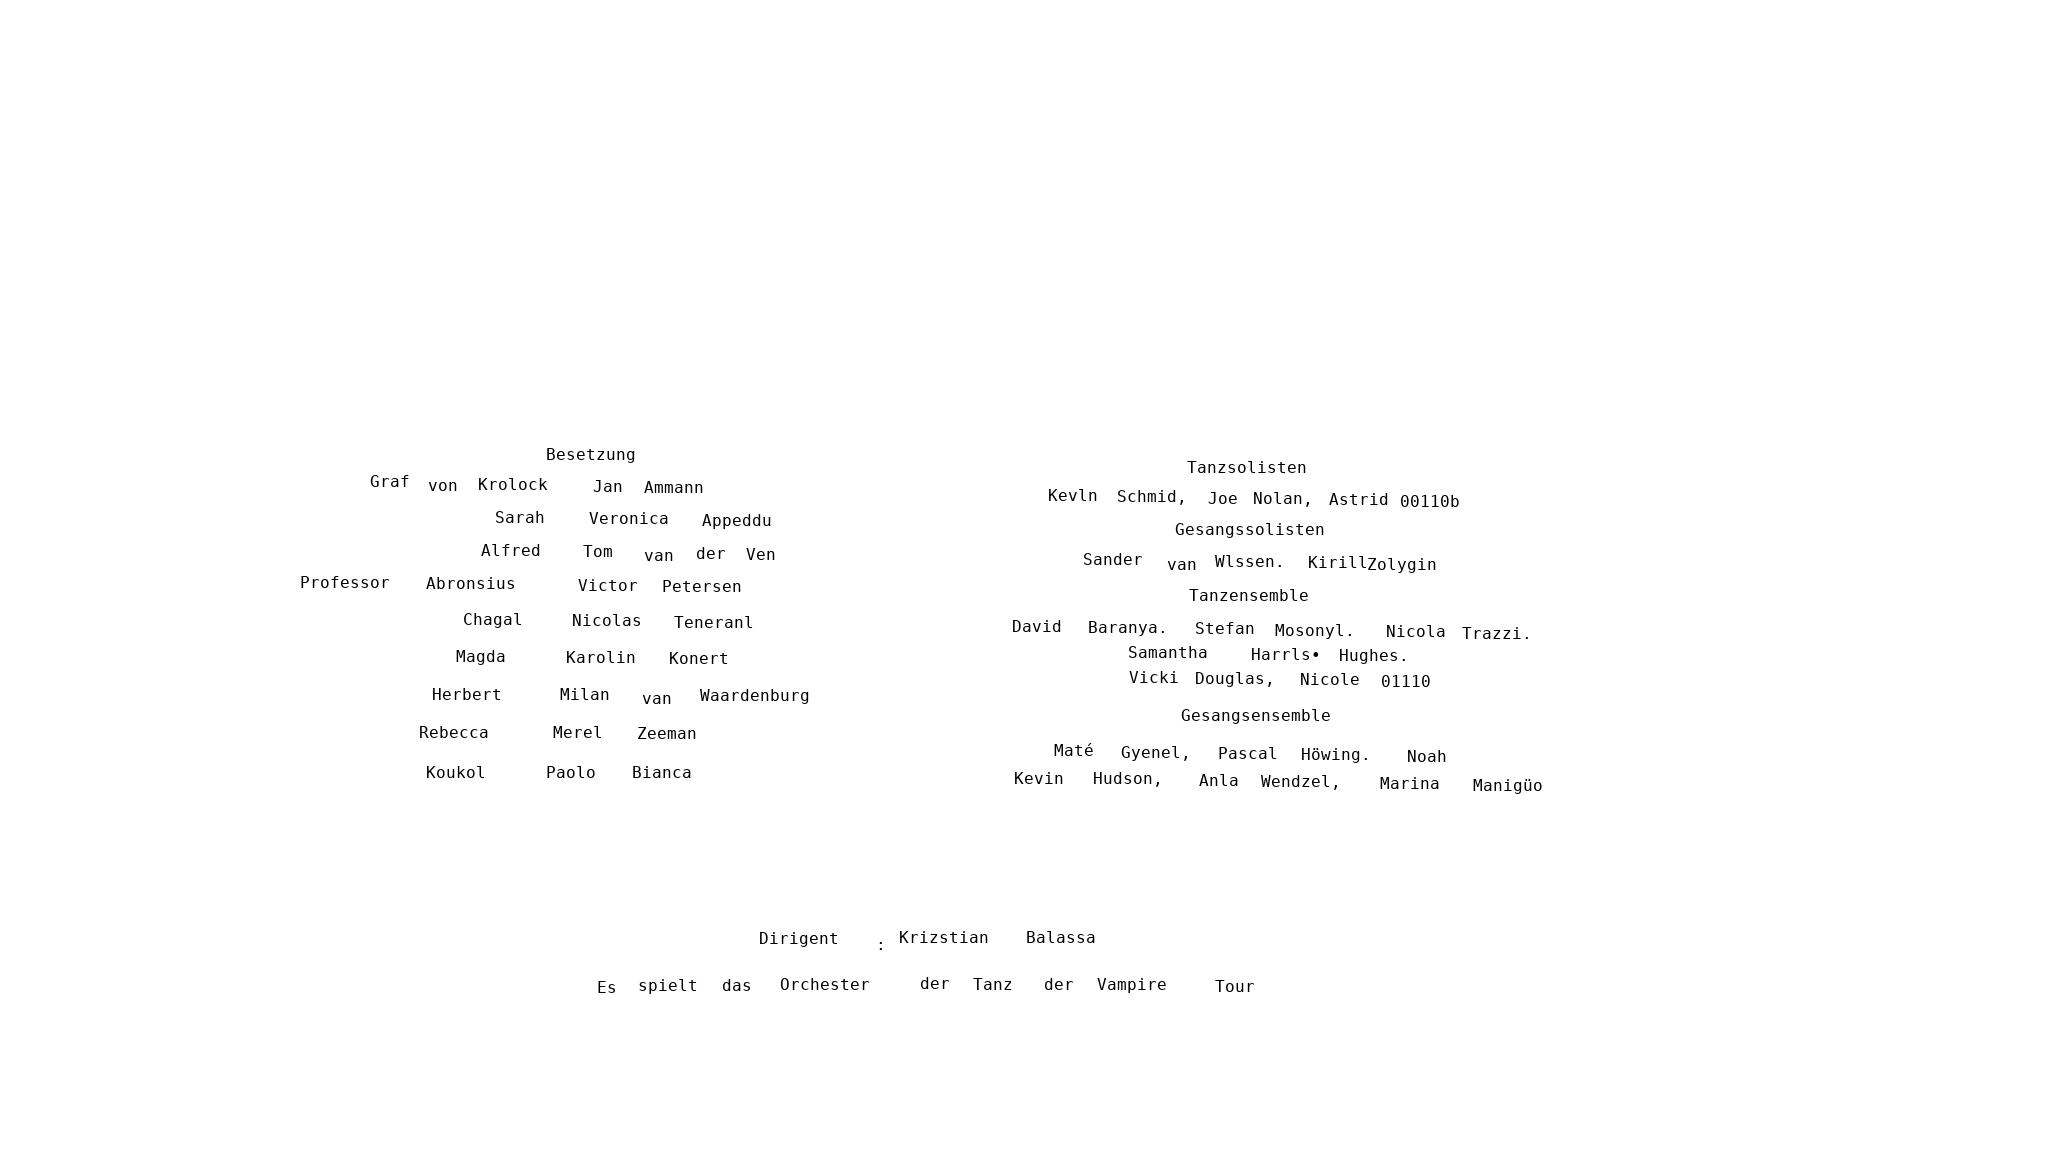 Besetzung
Graf von Krolock Jan Ammann
Sarah Veronica Appeddu
Alfred Tom van der Ven
Professor Abronsius Victor Petersen
Chagal Nicolas Teneranl
Magda Karolin Konert
Herbert Milan van Waardenburg
Rebecca Merel Zeeman
Koukol Paolo Bianca
Tanzsolisten
Kevln Schmid, Joe Nolan, Astrid 00110b
Gesangssolisten
Sander van Wlssen. KirillZolygin
Tanzensemble
David Baranya. Stefan Mosonyl. Nicola Trazzi.
Samantha Harrls• Hughes.
Vicki Douglas, Nicole 01110
Gesangsensemble
Maté Gyenel, Pascal Höwing. Noah
Kevin Hudson, Anla Wendzel, Marina Manigüo
Dirigent : Krizstian Balassa
Es spielt das Orchester der Tanz der Vampire Tour